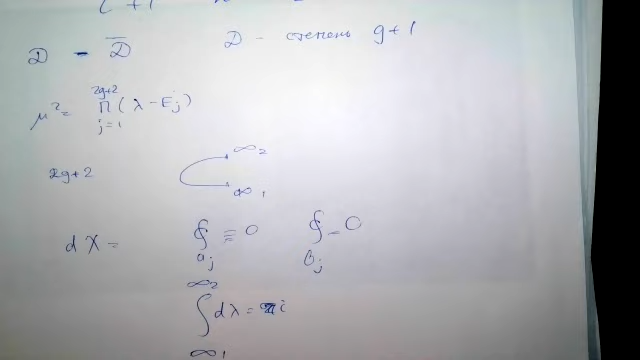 D - D̅ D - степень g+1
μ² = ∏_{j=1}^{2g+2} (λ - E_j)
2g+2 ∞₂
∞₁
dχ = ∮_{a_j} ≡ 0 ∮_{b_j} = 0
∫_{∞₁}^{∞₂} dλ = i